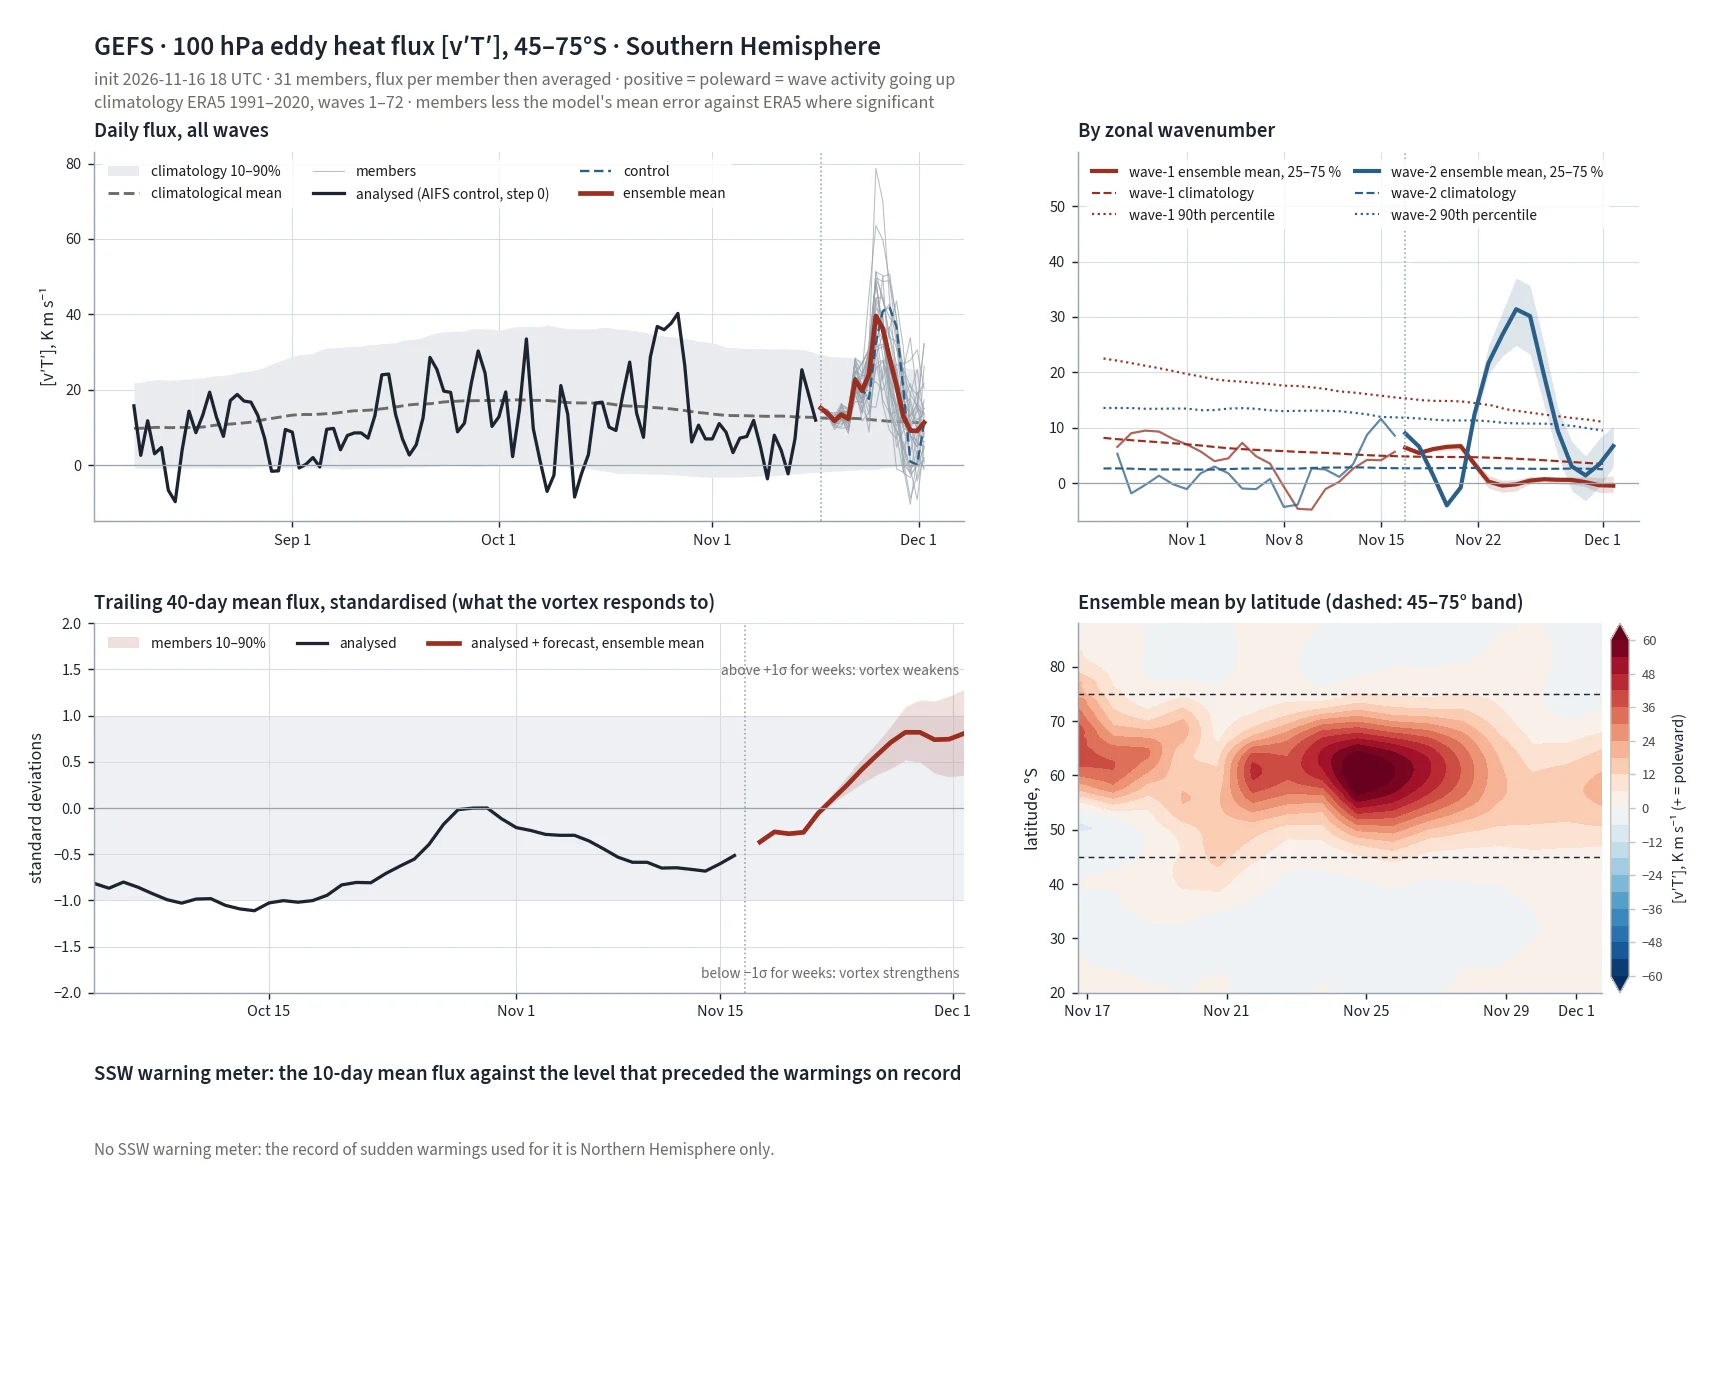 GEFS · 100 hPa eddy heat flux [v′T′], 45–75°S · Southern Hemisphere
init 2026-11-16 18 UTC · 31 members, flux per member then averaged · positive = poleward = wave activity going up
climatology ERA5 1991–2020, waves 1–72 · members less the model's mean error against ERA5 where significant
Daily flux, all waves
climatology 10–90%
climatological mean
members
analysed (AIFS control, step 0)
control
ensemble mean
[v′T′], K m s⁻¹
80
60
40
20
0
Sep 1
Oct 1
Nov 1
Dec 1
By zonal wavenumber
wave-1 ensemble mean, 25–75 %
wave-1 climatology
wave-1 90th percentile
wave-2 ensemble mean, 25–75 %
wave-2 climatology
wave-2 90th percentile
50
40
30
20
10
0
Nov 1
Nov 8
Nov 15
Nov 22
Dec 1
Trailing 40-day mean flux, standardised (what the vortex responds to)
members 10–90%
analysed
analysed + forecast, ensemble mean
above +1σ for weeks: vortex weakens
below −1σ for weeks: vortex strengthens
standard deviations
2.0
1.5
1.0
0.5
0.0
−0.5
−1.0
−1.5
−2.0
Oct 15
Nov 1
Nov 15
Dec 1
Ensemble mean by latitude (dashed: 45–75° band)
latitude, °S
80
70
60
50
40
30
20
Nov 17
Nov 21
Nov 25
Nov 29
Dec 1
60
48
36
24
12
0
−12
−24
−36
−48
−60
[v′T′], K m s⁻¹ (+ = poleward)
SSW warning meter: the 10-day mean flux against the level that preceded the warmings on record
No SSW warning meter: the record of sudden warmings used for it is Northern Hemisphere only.